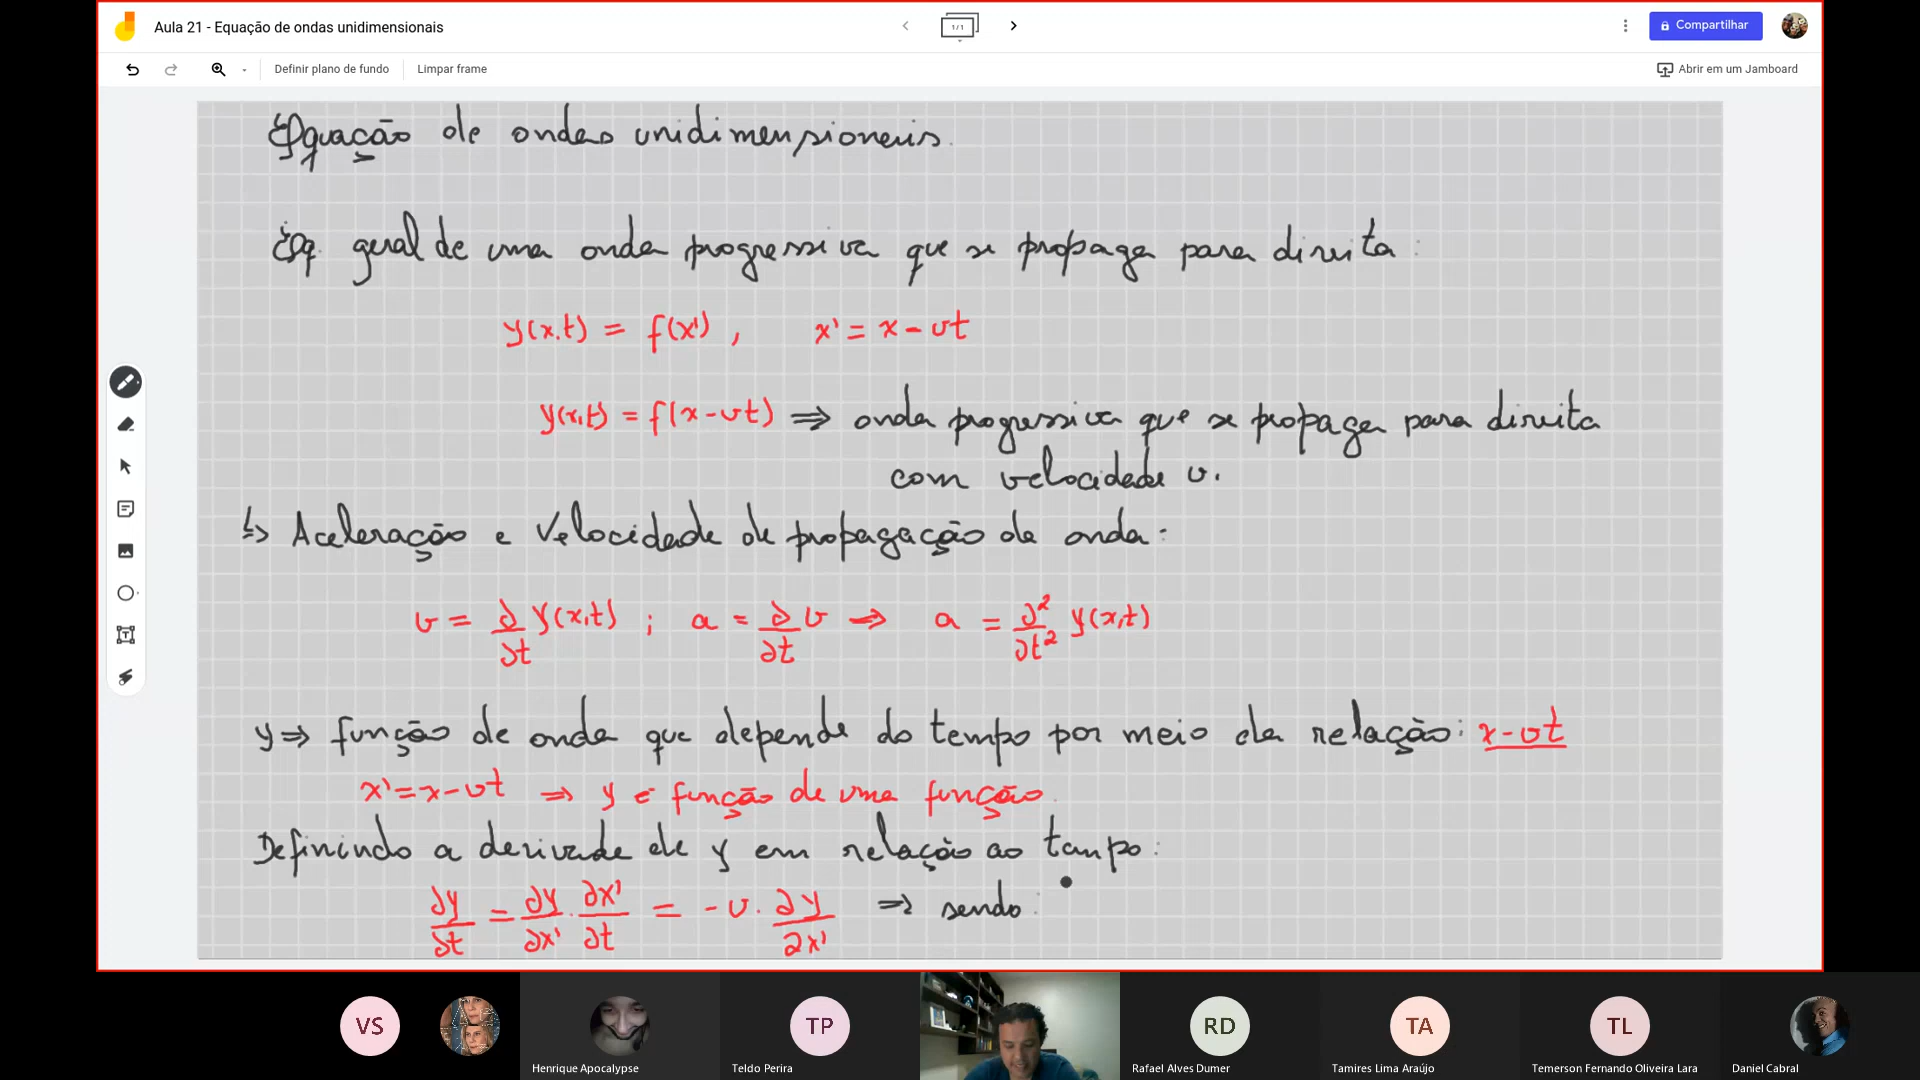 Aula 21 - Equação de ondas unidimensionais
1/1
Compartilhar
Definir plano de fundo
Limpar frame
Abrir em um Jamboard
Equação de ondas unidimensionais.
Eq. geral de uma onda progressiva que se propaga para direita:
y(x,t) = f(x'), x' = x - vt
y(x,t) = f(x - vt) ⇒ onda progressiva que se propaga para direita
com velocidade v.
↳ Aceleração e Velocidade de propagação da onda:
v = ∂/∂t y(x,t) ; a = ∂/∂t v ⇒ a = ∂²/∂t² y(x,t)
y ⇒ função de onda que depende do tempo por meio da relação: x - vt
x' = x - vt ⇒ y é função de uma função.
Definindo a derivada de y em relação ao tempo:
∂y/∂t = ∂y/∂x' . ∂x'/∂t = - v . ∂y/∂x' ⇒ sendo:
VS
TP
RD
TA
TL
Henrique Apocalypse
Teldo Perira
Rafael Alves Dumer
Tamires Lima Araújo
Temerson Fernando Oliveira Lara
Daniel Cabral